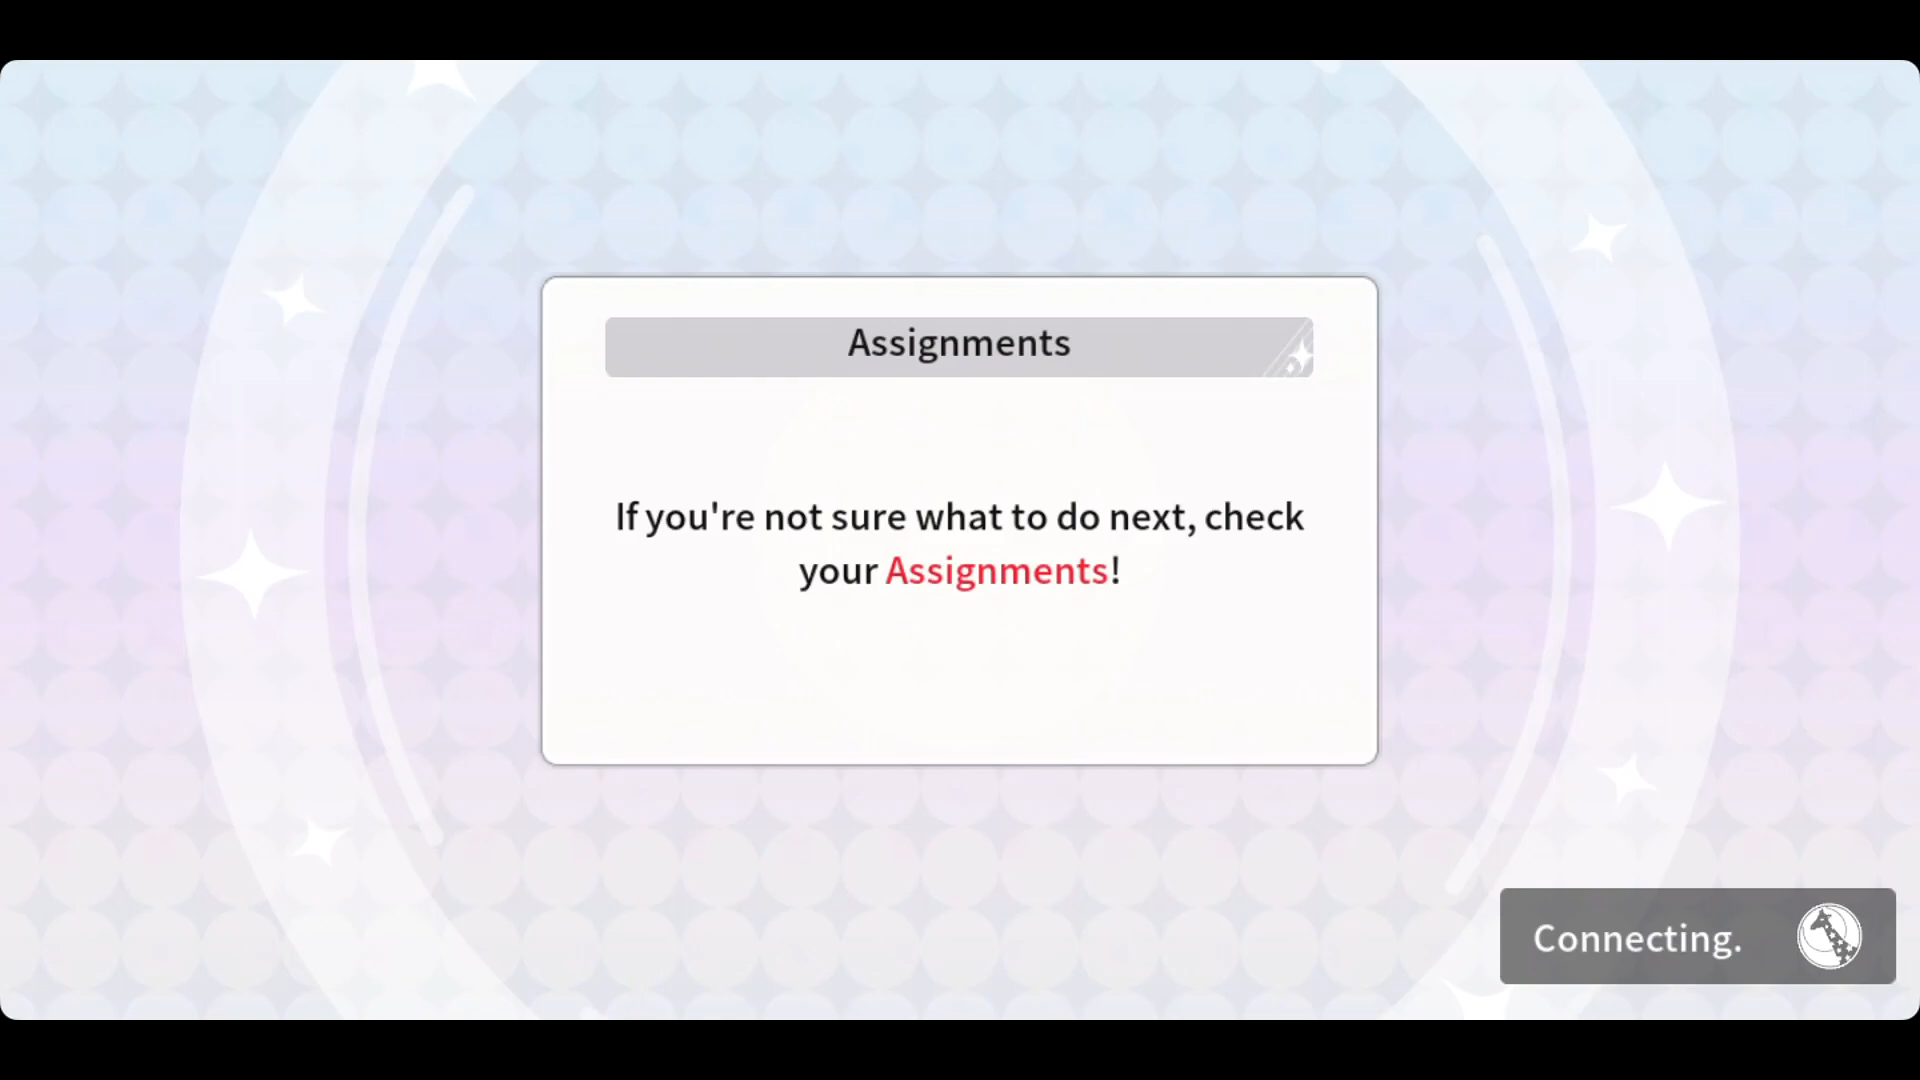 Assignments
If you're not sure what to do next, check
your Assignments!
Connecting.